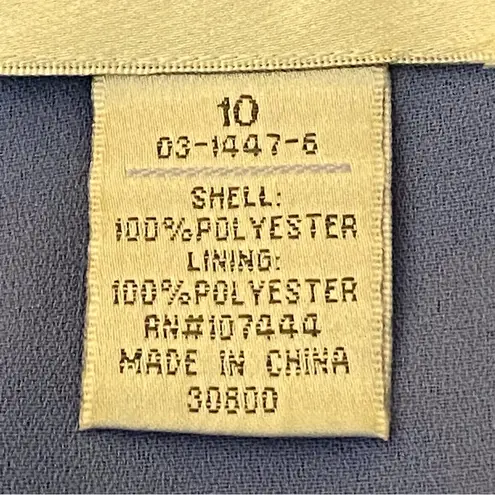 10
03-1447-6
SHELL:
100%POLYESTER
LINING:
100%POLYESTER
RN#107444
MADE IN CHINA
30800